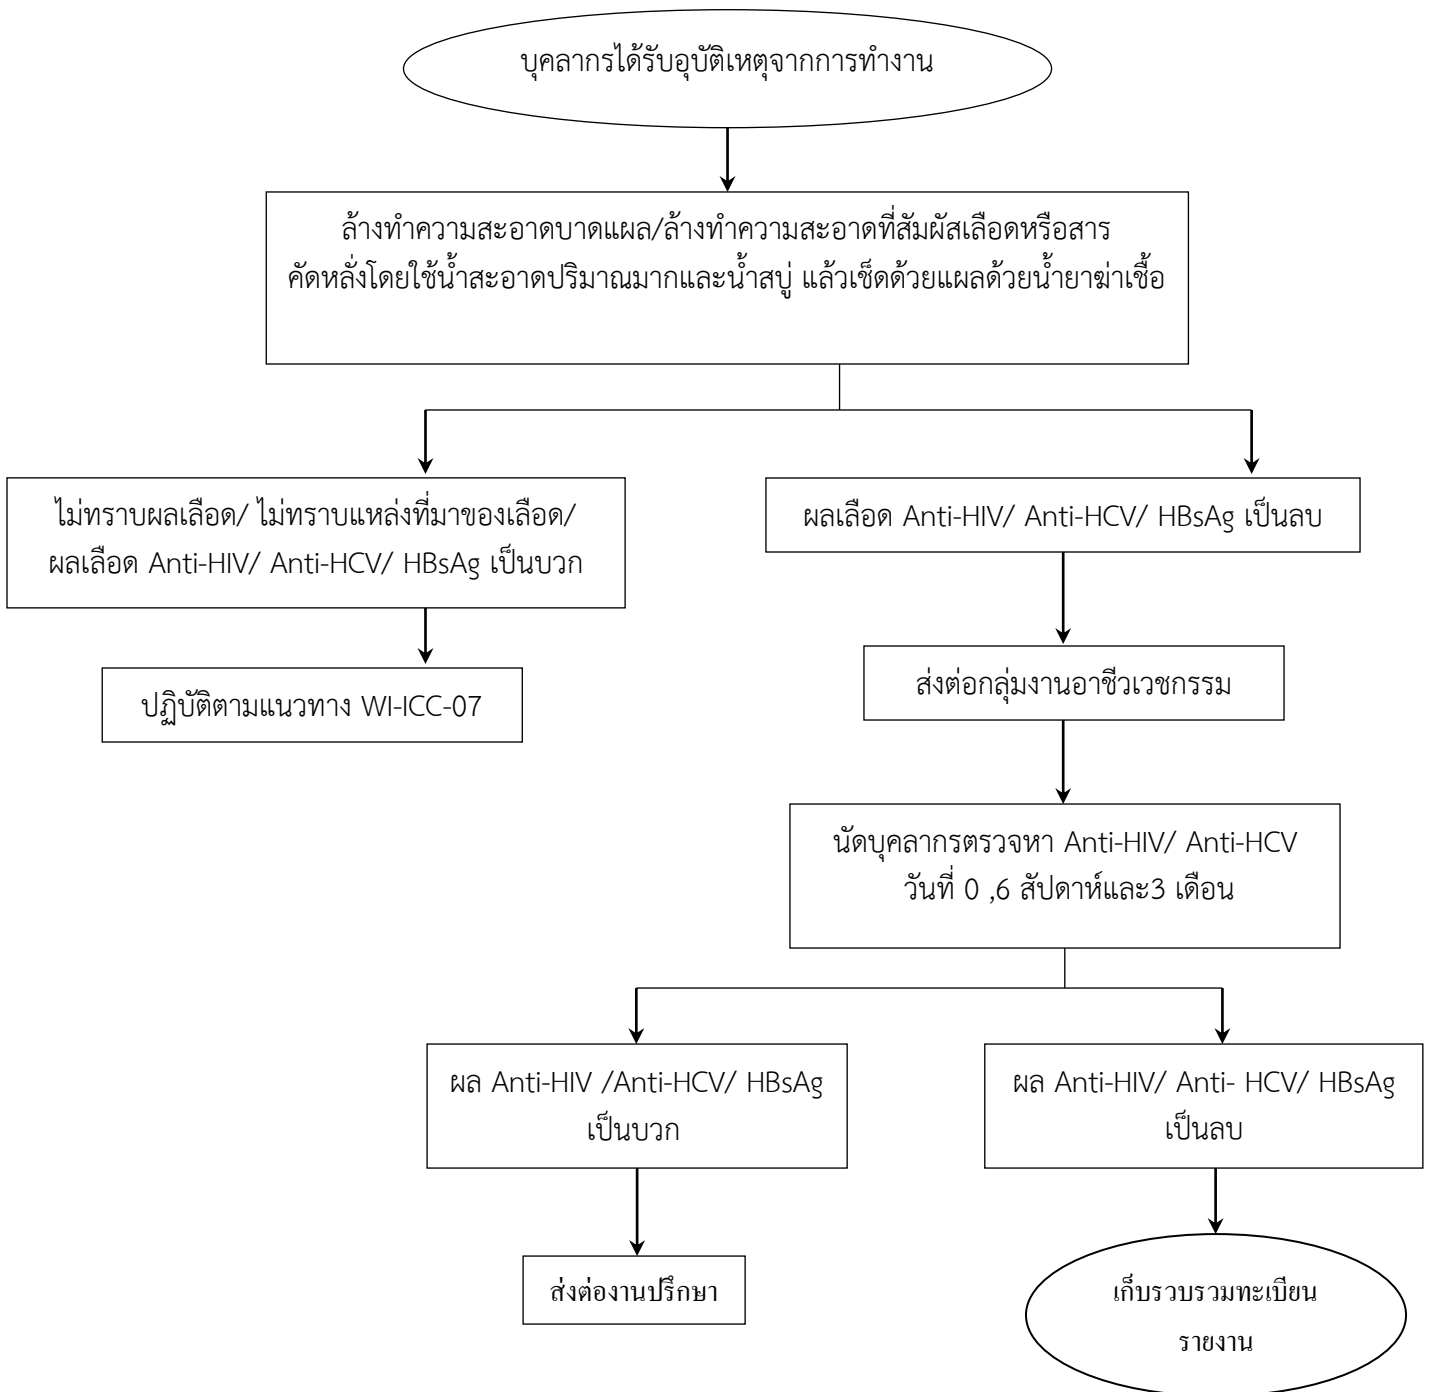 บุคลากรได้รับอุบัติเหตุจากการทำงาน
ล้างทำความสะอาดบาดแผล/ล้างทำความสะอาดที่สัมผัสเลือดหรือสาร
คัดหลั่งโดยใช้น้ำสะอาดปริมาณมากและน้ำสบู่ แล้วเช็ดด้วยแผลด้วยน้ำยาฆ่าเชื้อ
ไม่ทราบผลเลือด/ ไม่ทราบแหล่งที่มาของเลือด/
ผลเลือด Anti-HIV/ Anti-HCV/ HBsAg เป็นบวก
ผลเลือด Anti-HIV/ Anti-HCV/ HBsAg เป็นลบ
ปฏิบัติตามแนวทาง WI-ICC-07
ส่งต่อกลุ่มงานอาชีวเวชกรรม
นัดบุคลากรตรวจหา Anti-HIV/ Anti-HCV
วันที่ 0 ,6 สัปดาห์และ3 เดือน
ผล Anti-HIV /Anti-HCV/ HBsAg
เป็นบวก
ผล Anti-HIV/ Anti- HCV/ HBsAg
เป็นลบ
ส่งต่องานปรึกษา
เก็บรวบรวมทะเบียน
รายงาน